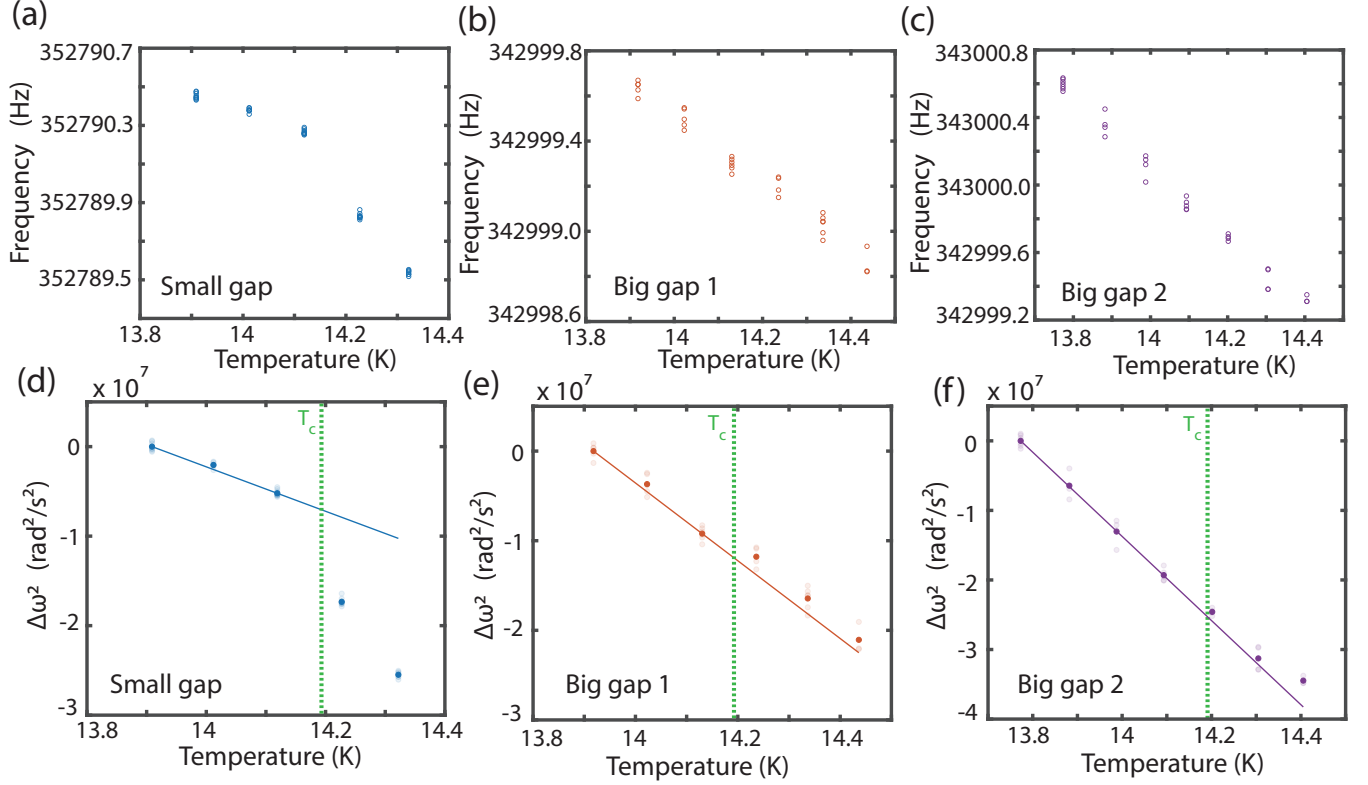 (a)
Frequency (Hz)
352790.7
352790.3
352789.9
352789.5
Small gap
13.8 14 14.2 14.4
Temperature (K)
(b)
Frequency (Hz)
342999.8
342999.4
342999.0
342998.6
Big gap 1
13.8 14 14.2 14.4
Temperature (K)
(c)
Frequency (Hz)
343000.8
343000.4
343000.0
342999.6
342999.2
Big gap 2
13.8 14 14.2 14.4
Temperature (K)
(d)
x 10⁷
Δω² (rad²/s²)
0
-1
-2
-3
T_c
Small gap
13.8 14 14.2 14.4
Temperature (K)
(e)
x 10⁷
Δω² (rad²/s²)
0
-1
-2
-3
T_c
Big gap 1
13.8 14 14.2 14.4
Temperature (K)
(f)
x 10⁷
Δω² (rad²/s²)
0
-1
-2
-3
-4
T_c
Big gap 2
13.8 14 14.2 14.4
Temperature (K)